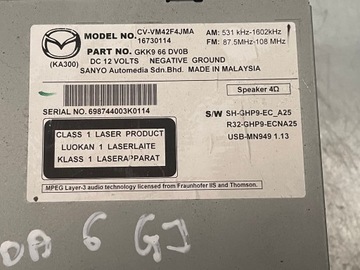 MODEL NO. CV-VM42F4JMA AM: 531 kHz-1602kHz
16730114 FM: 87.5MHz-108 MHz
PART NO. GKK9 66 DV0B
(KA300) DC 12 VOLTS NEGATIVE GROUND
SANYO Automedia Sdn.Bhd. MADE IN MALAYSIA
Speaker 4Ω
SERIAL NO. 698744003K0114
S/W SH-GHP9-EC_A25
R32-GHP9-ECNA25
USB-MN949 1.13
CLASS 1 LASER PRODUCT
LUOKAN 1 LASERLAITE
KLASS 1 LASERAPPARAT
MPEG Layer-3 audio technology licensed from Fraunhofer IIS and Thomson.
6 GJ